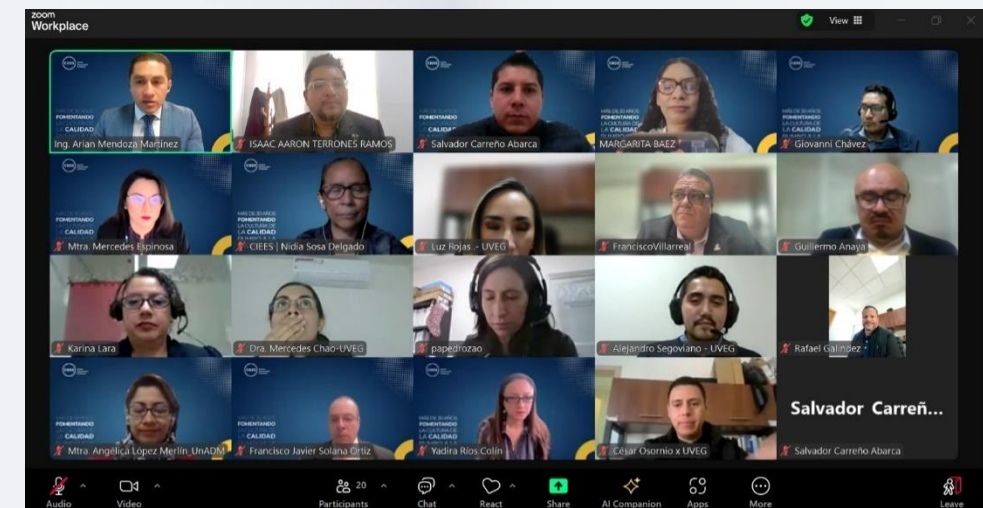 zoom
Workplace
View
Ing. Arian Mendoza Martínez
ISAAC AARON TERRONES RAMOS
Salvador Carreño Abarca
MARGARITA BAEZ
Giovanni Chávez
Mtra. Mercedes Espinosa
CIEES | Nidia Sosa Delgado
Luz Rojas .- UVEG
FranciscoVillarreal
Guillermo Anaya
Karina Lara
Dra. Mercedes Chao-UVEG
papedrozao
Alejandro Segoviano - UVEG
Rafael Galindez
Mtra. Angélica López Merlín_UnADM
Francisco Javier Solana Ortiz
Yadira Ríos Colín
César Osornio x UVEG
Salvador Carreñ...
Salvador Carreño Abarca
Audio
Video
20
Participants
Chat
React
Share
AI Companion
Apps
More
Leave